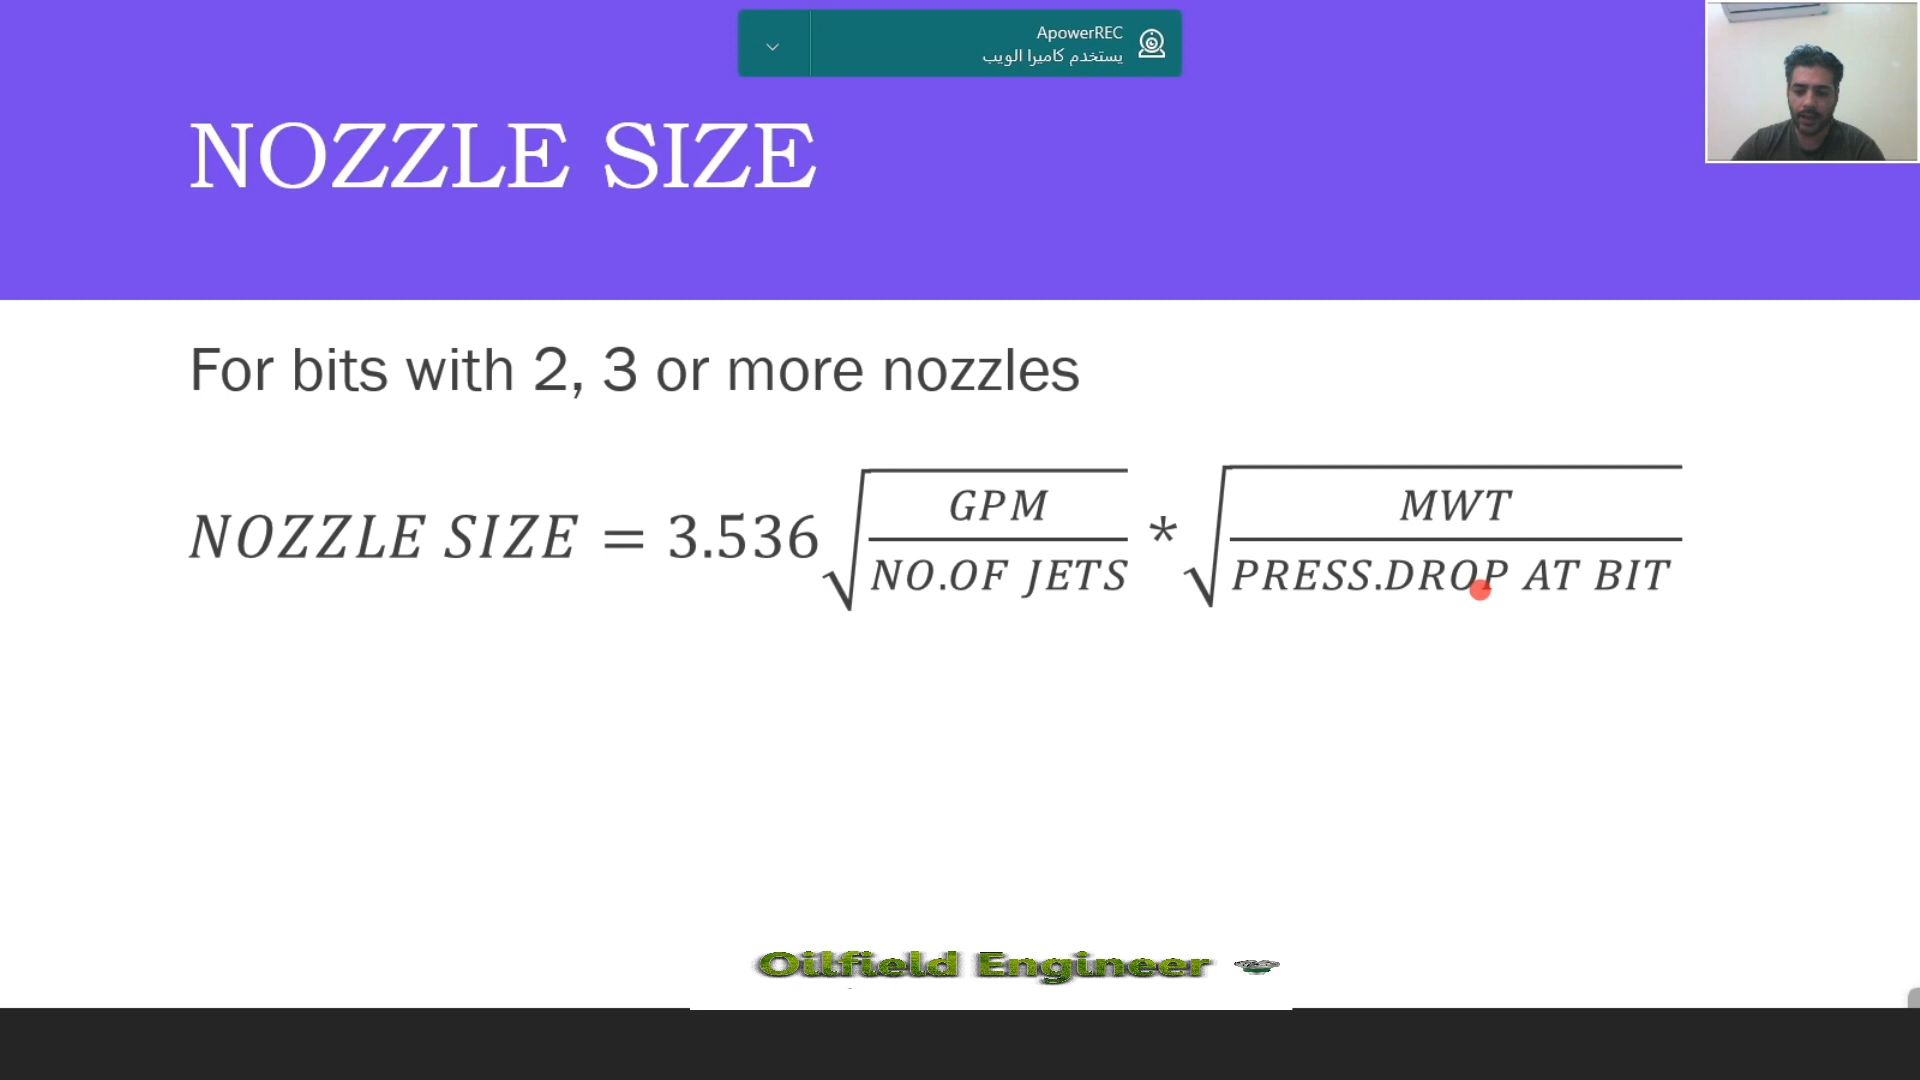 ApowerREC
يستخدم كاميرا الويب
NOZZLE SIZE
For bits with 2, 3 or more nozzles
NOZZLE SIZE = 3.536 √(GPM / NO.OF JETS) * √(MWT / PRESS.DROP AT BIT)
Oilfield Engineer